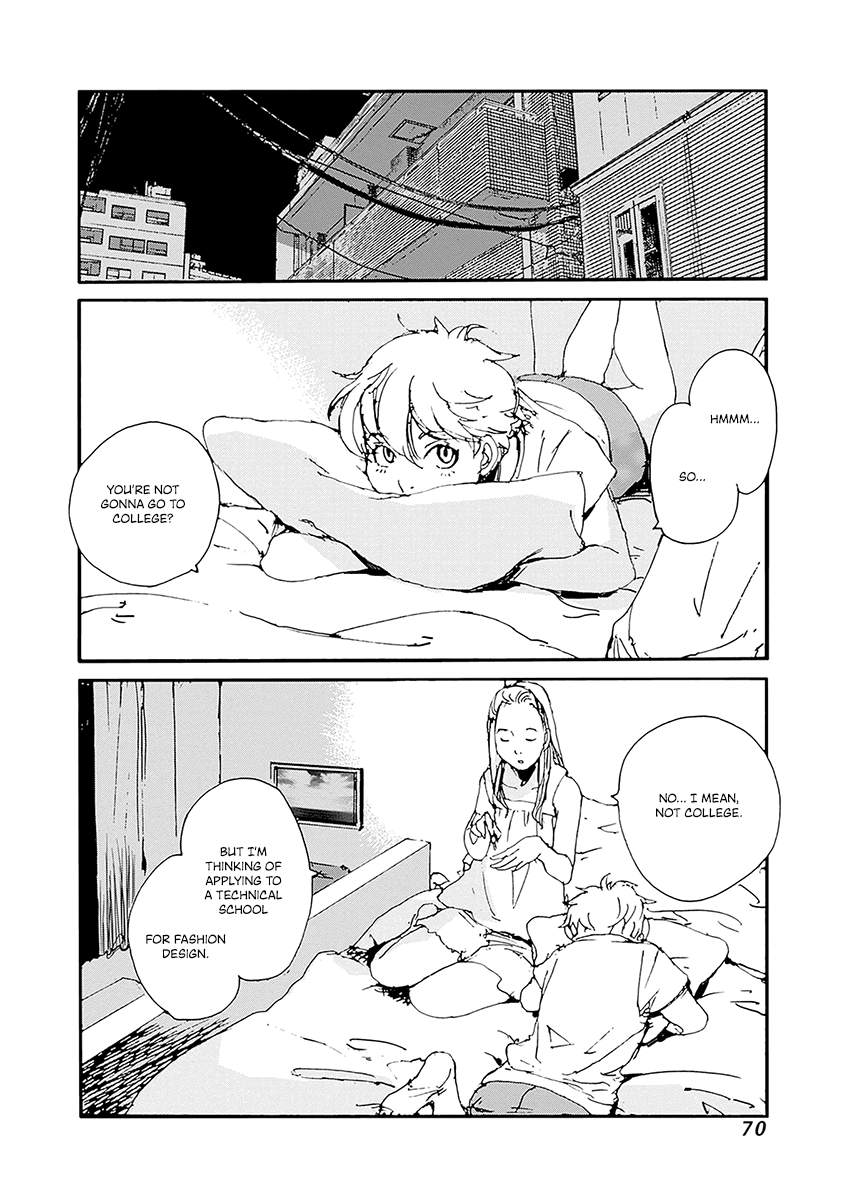 HMMM...
SO...
YOU'RE NOT
GONNA GO TO
COLLEGE?
NO... I MEAN,
NOT COLLEGE.
BUT I'M
THINKING OF
APPLYING TO
A TECHNICAL
SCHOOL
FOR FASHION
DESIGN.
70